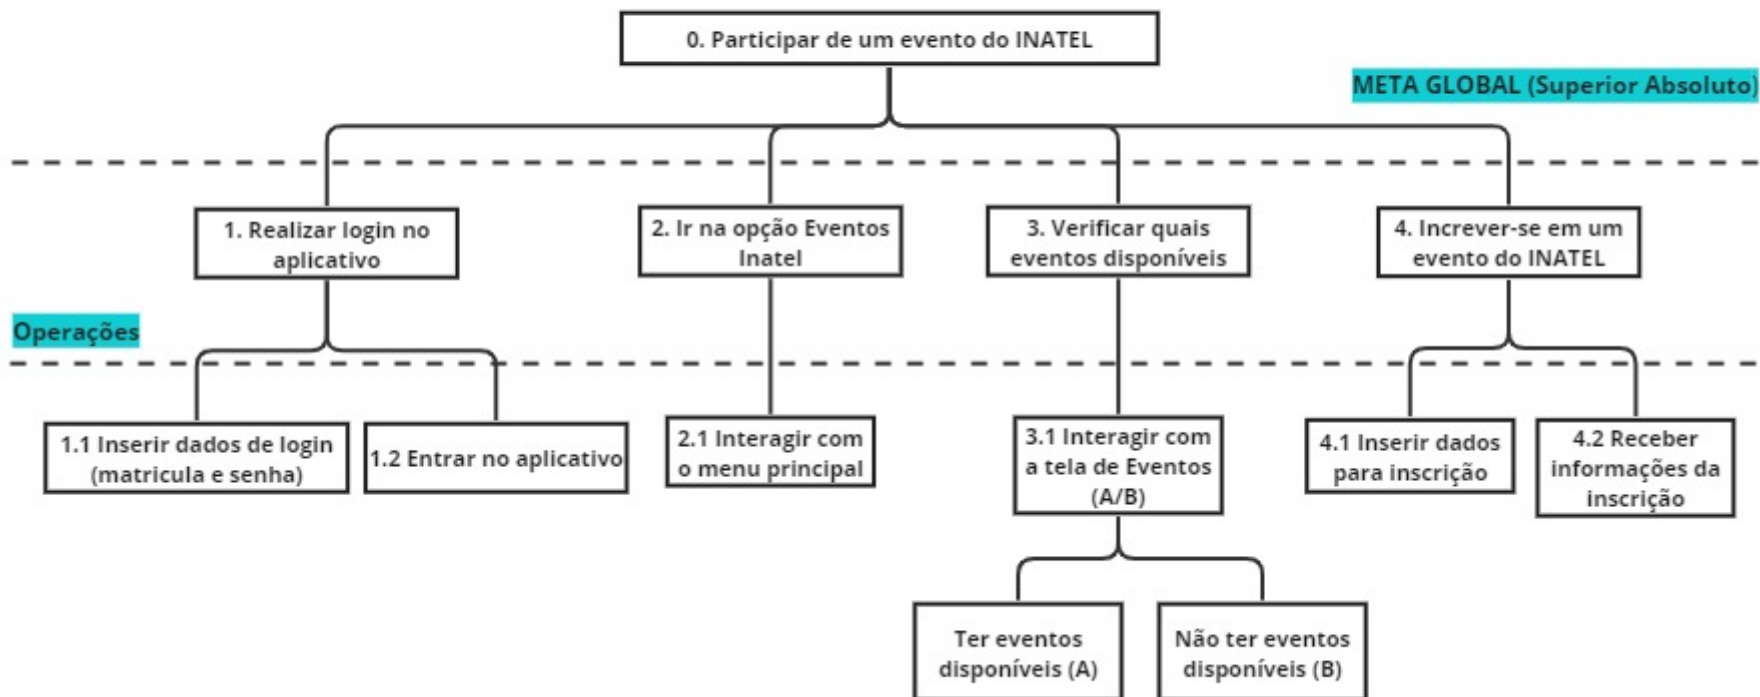 0. Participar de um evento do INATEL
META GLOBAL (Superior Absoluto)
1. Realizar login no
aplicativo
2. Ir na opção Eventos
Inatel
3. Verificar quais
eventos disponíveis
4. Increver-se em um
evento do INATEL
Operações
1.1 Inserir dados de login
(matricula e senha)
1.2 Entrar no aplicativo
2.1 Interagir com
o menu principal
3.1 Interagir com
a tela de Eventos
(A/B)
4.1 Inserir dados
para inscrição
4.2 Receber
informações da
inscrição
Ter eventos
disponíveis (A)
Não ter eventos
disponíveis (B)